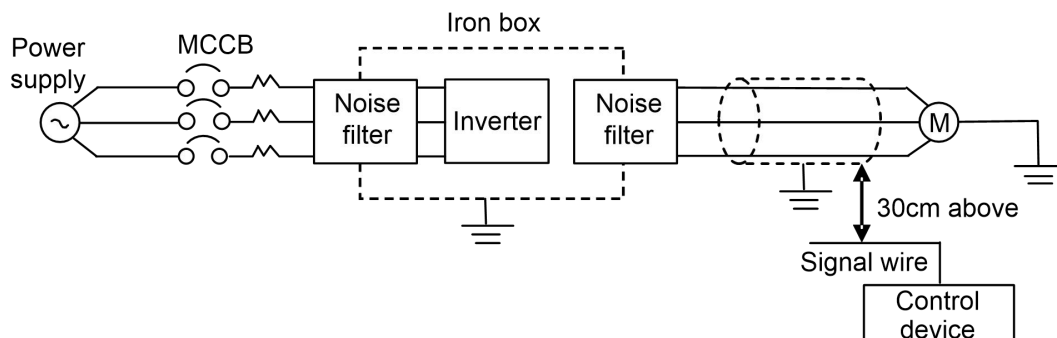 Iron box
Power
supply
MCCB
Noise
filter
Inverter
Noise
filter
M
30cm above
Signal wire
Control
device